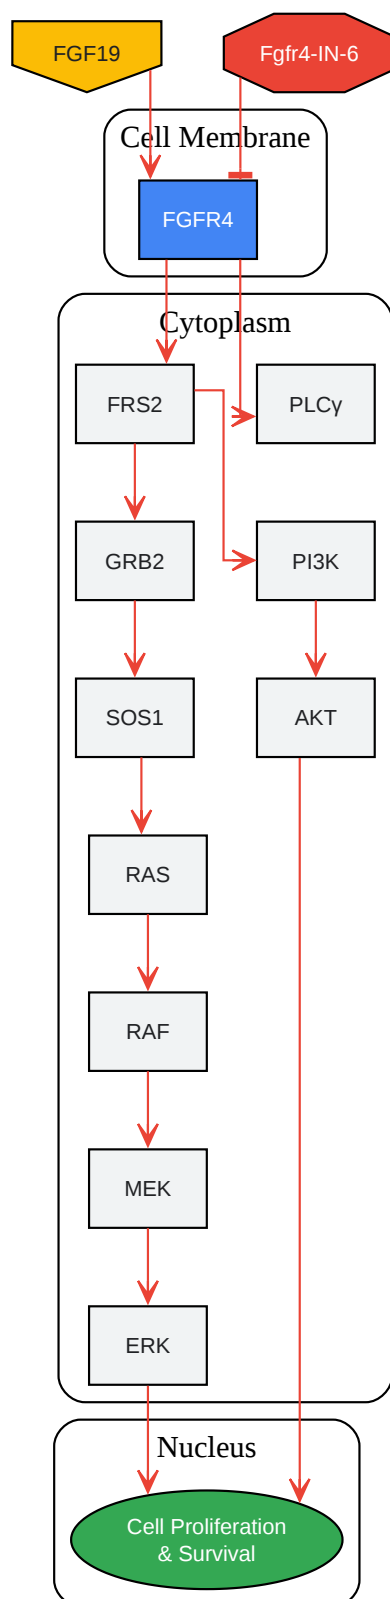 FGF19
Fgfr4-IN-6
Cell Membrane
FGFR4
Cytoplasm
FRS2
PLCγ
GRB2
PI3K
SOS1
AKT
RAS
RAF
MEK
ERK
Nucleus
Cell Proliferation
& Survival